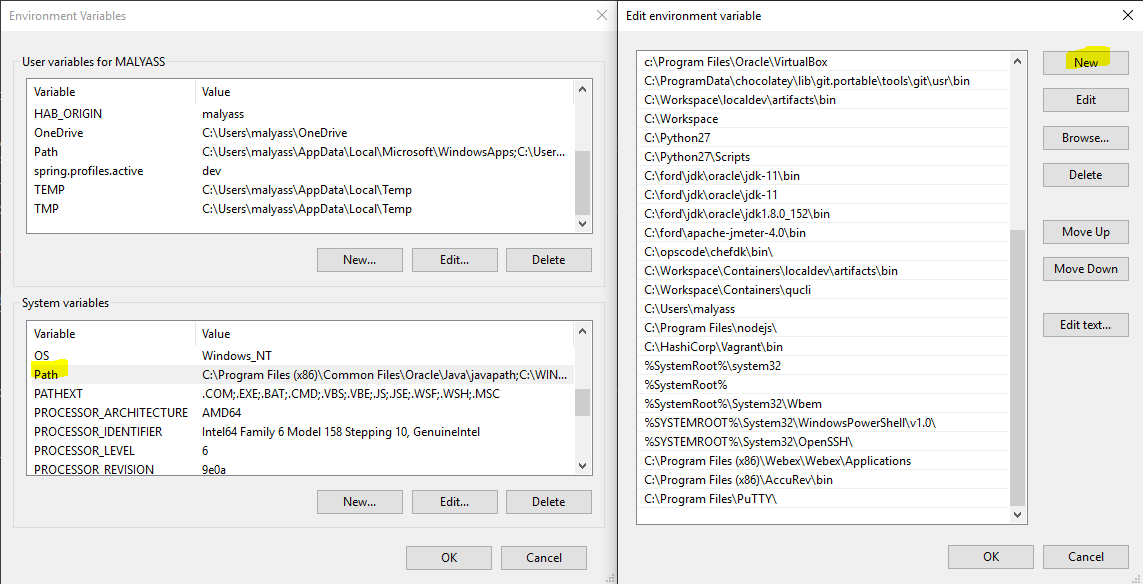 Environment Variables
User variables for MALYASS
Variable Value
HAB_ORIGIN malyass
OneDrive C:\Users\malyass\OneDrive
Path C:\Users\malyass\AppData\Local\Microsoft\WindowsApps;C:\User...
spring.profiles.active dev
TEMP C:\Users\malyass\AppData\Local\Temp
TMP C:\Users\malyass\AppData\Local\Temp
New... Edit... Delete
System variables
Variable Value
OS Windows_NT
Path C:\Program Files (x86)\Common Files\Oracle\Java\javapath;C:\WIN...
PATHEXT .COM;.EXE;.BAT;.CMD;.VBS;.VBE;.JS;.JSE;.WSF;.WSH;.MSC
PROCESSOR_ARCHITECTURE AMD64
PROCESSOR_IDENTIFIER Intel64 Family 6 Model 158 Stepping 10, GenuineIntel
PROCESSOR_LEVEL 6
PROCESSOR_REVISION 9e0a
New... Edit... Delete
OK Cancel
Edit environment variable
c:\Program Files\Oracle\VirtualBox
C:\ProgramData\chocolatey\lib\git.portable\tools\git\usr\bin
C:\Workspace\localdev\artifacts\bin
C:\Workspace
C:\Python27
C:\Python27\Scripts
C:\ford\jdk\oracle\jdk-11\bin
C:\ford\jdk\oracle\jdk-11
C:\ford\jdk\oracle\jdk1.8.0_152\bin
C:\ford\apache-jmeter-4.0\bin
C:\opscode\chefdk\bin\
C:\Workspace\Containers\localdev\artifacts\bin
C:\Workspace\Containers\qucli
C:\Users\malyass
C:\Program Files\nodejs\
C:\HashiCorp\Vagrant\bin
%SystemRoot%\system32
%SystemRoot%
%SystemRoot%\System32\Wbem
%SYSTEMROOT%\System32\WindowsPowerShell\v1.0\
%SYSTEMROOT%\System32\OpenSSH\
C:\Program Files (x86)\Webex\Webex\Applications
C:\Program Files (x86)\AccuRev\bin
C:\Program Files\PuTTY\
New
Edit
Browse...
Delete
Move Up
Move Down
Edit text...
OK Cancel